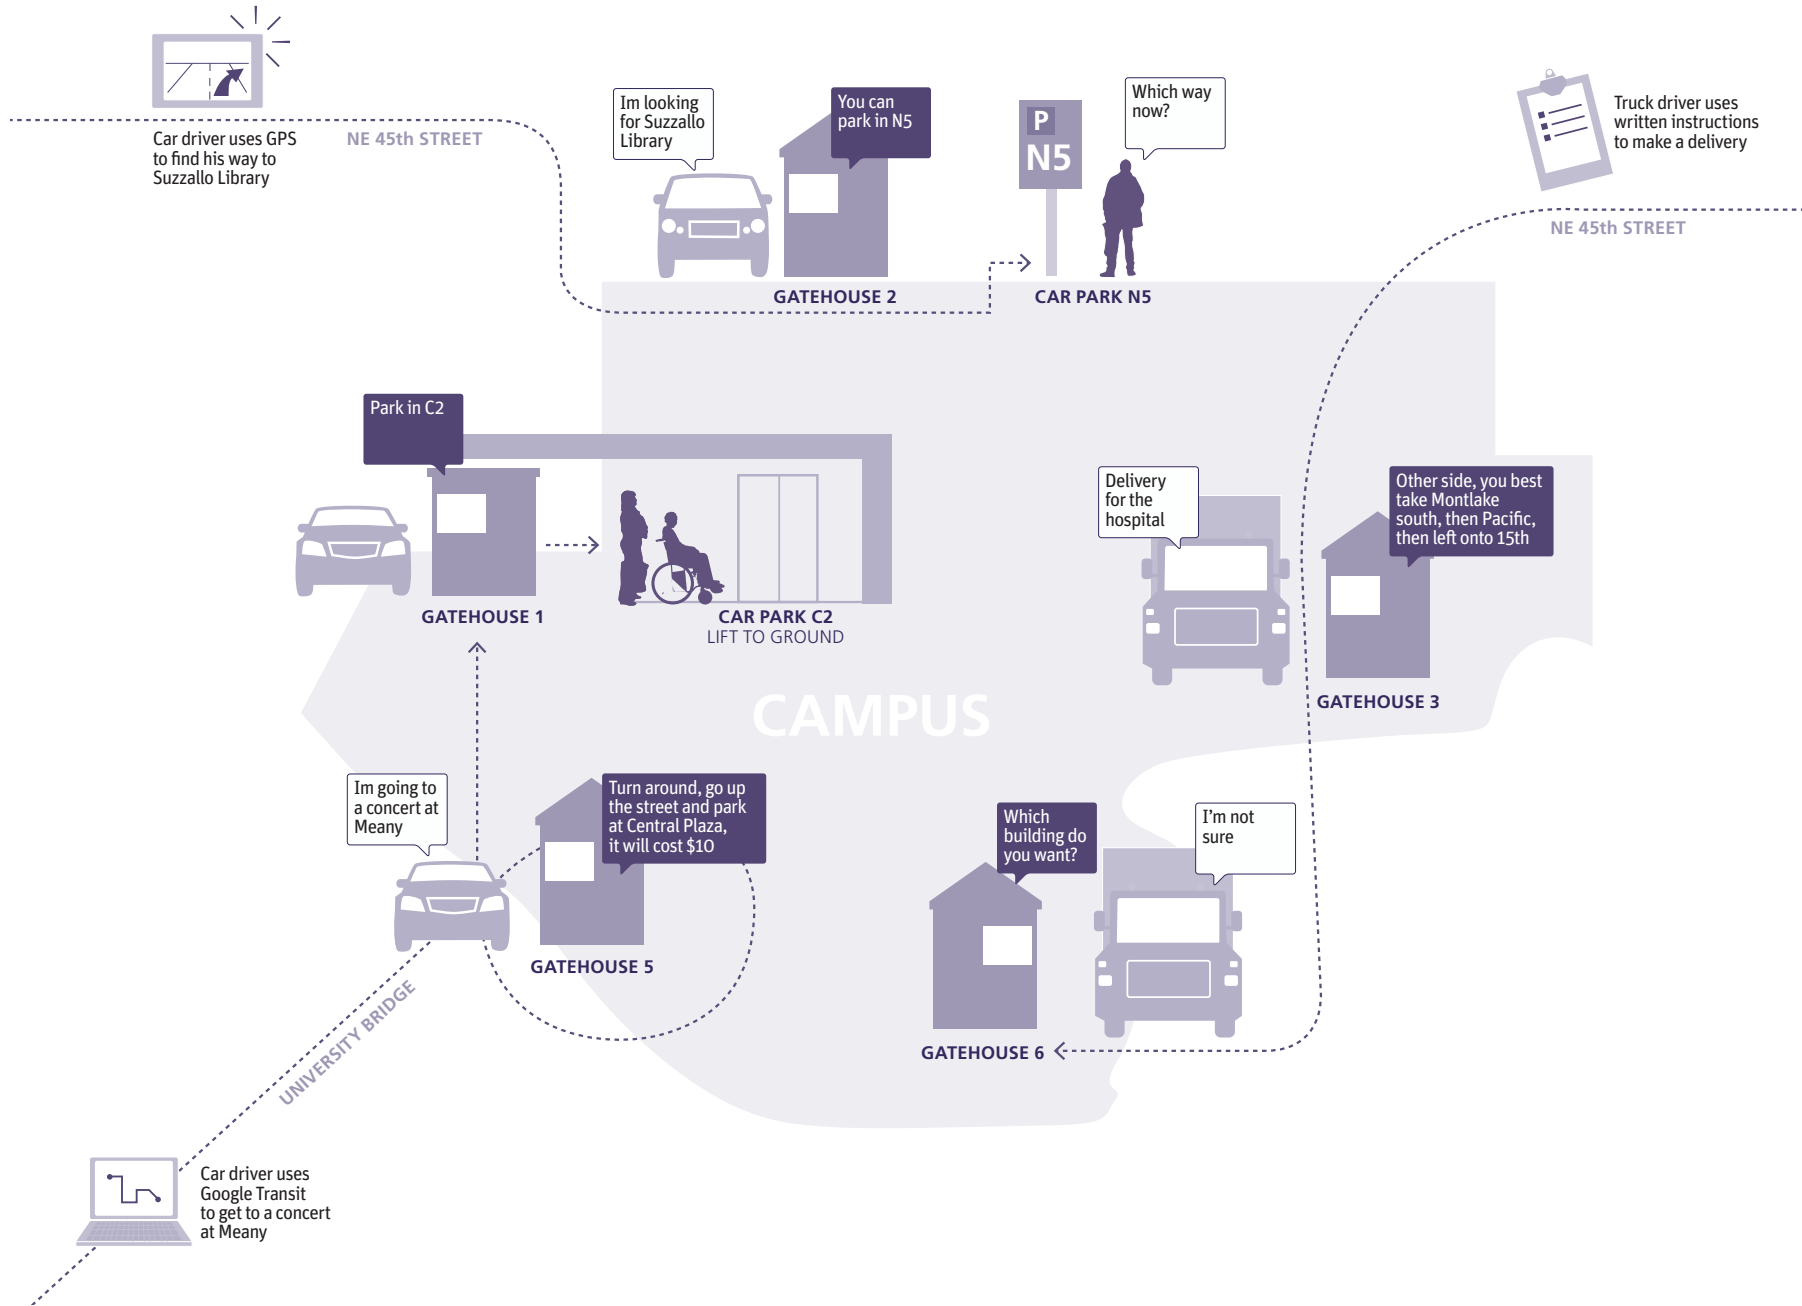 Car driver uses GPS
to find his way to
Suzzallo Library
NE 45th STREET
Im looking
for Suzzallo
Library
You can
park in N5
GATEHOUSE 2
P
N5
Which way
now?
CAR PARK N5
Truck driver uses
written instructions
to make a delivery
NE 45th STREET
Park in C2
GATEHOUSE 1
CAR PARK C2
LIFT TO GROUND
Delivery
for the
hospital
Other side, you best
take Montlake
south, then Pacific,
then left onto 15th
GATEHOUSE 3
CAMPUS
Im going to
a concert at
Meany
Turn around, go up
the street and park
at Central Plaza,
it will cost $10
GATEHOUSE 5
Which
building do
you want?
I'm not
sure
GATEHOUSE 6
UNIVERSITY BRIDGE
Car driver uses
Google Transit
to get to a concert
at Meany